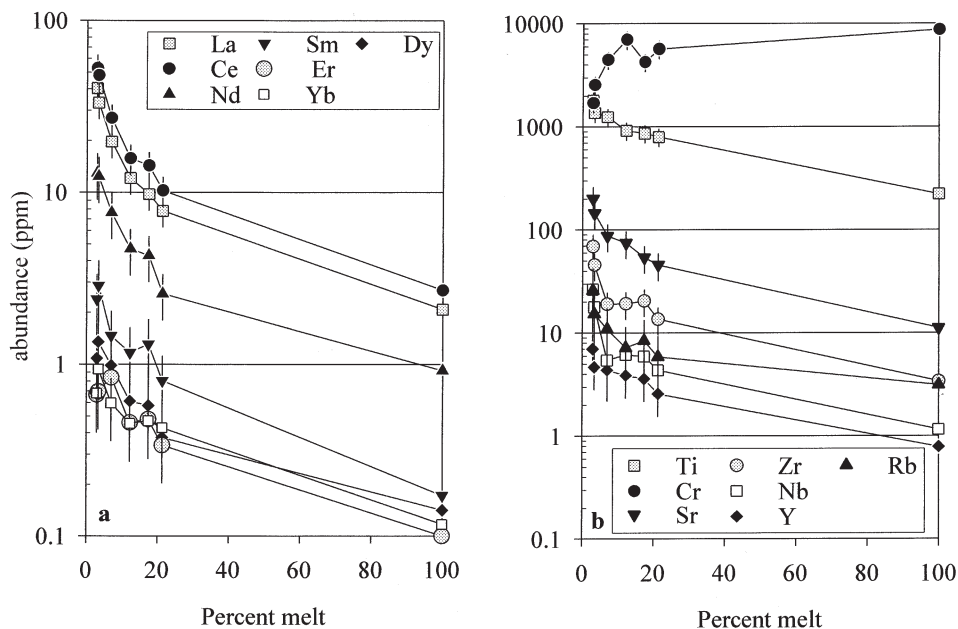 100
10
1
0.1
abundance (ppm)
La Sm Dy
Ce Er
Nd Yb
a
0 20 40 60 80 100
Percent melt
10000
1000
100
10
1
0.1
Ti Zr Rb
Cr Nb
Sr Y
b
0 20 40 60 80 100
Percent melt